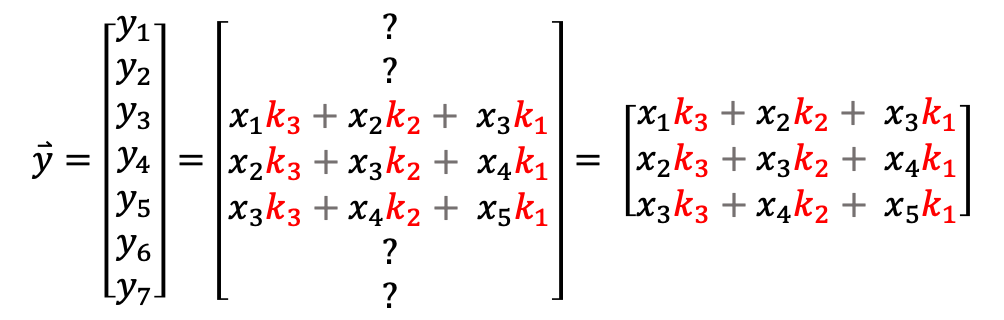 y⃗ = [y₁ y₂ y₃ y₄ y₅ y₆ y₇] = [
?
?
x₁k₃ + x₂k₂ + x₃k₁
x₂k₃ + x₃k₂ + x₄k₁
x₃k₃ + x₄k₂ + x₅k₁
?
?
] = [
x₁k₃ + x₂k₂ + x₃k₁
x₂k₃ + x₃k₂ + x₄k₁
x₃k₃ + x₄k₂ + x₅k₁
]